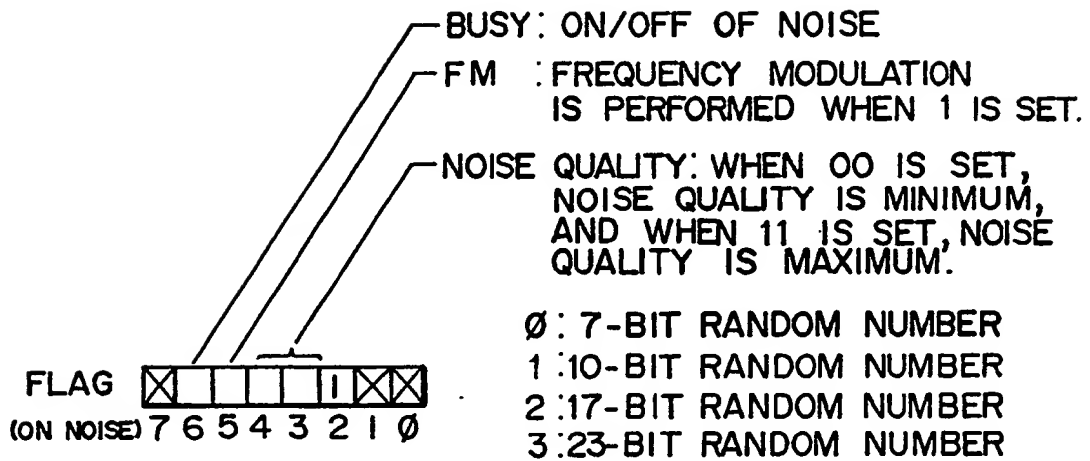 BUSY: ON/OFF OF NOISE
FM : FREQUENCY MODULATION
IS PERFORMED WHEN 1 IS SET.
NOISE QUALITY: WHEN 00 IS SET,
NOISE QUALITY IS MINIMUM,
AND WHEN 11 IS SET, NOISE
QUALITY IS MAXIMUM.
Ø: 7-BIT RANDOM NUMBER
1:10-BIT RANDOM NUMBER
2:17-BIT RANDOM NUMBER
3:23-BIT RANDOM NUMBER
FLAG 1
(ON NOISE) 7 6 5 4 3 2 1 Ø